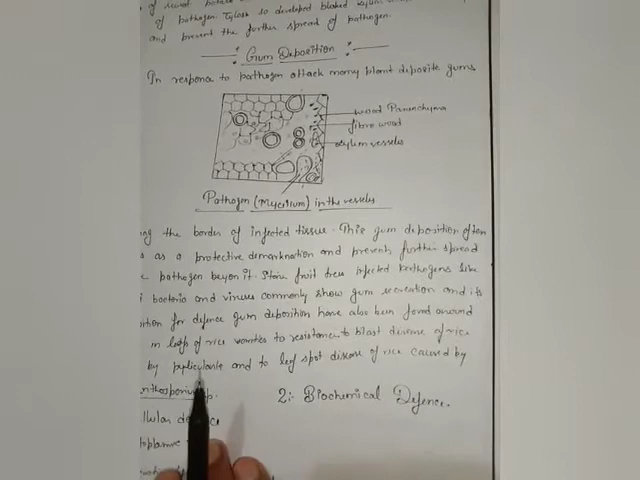 of pathogen. Tyloses so developed blocked xylem
and prevent the further spread of pathogen.
Gum Deposition
In response to pathogen attack many plant deposite gums
wood Parenchyma
fibre wood
xylem vessels
Pathogen (Mycelium) in the vessels
the border of infected tissue. This gum deposition often
as a protective demarknation and prevents further spread
pathogen beyon it. Stone fruit trees infected pathogens like
bacteria and viruses commonly show gum secreation and its
for defence gum deposition have also been found around
in leafs of rice varities to resistance to blast disease of rice
by and to leaf spot disease of rice caused by
2: Biochemical Defence.